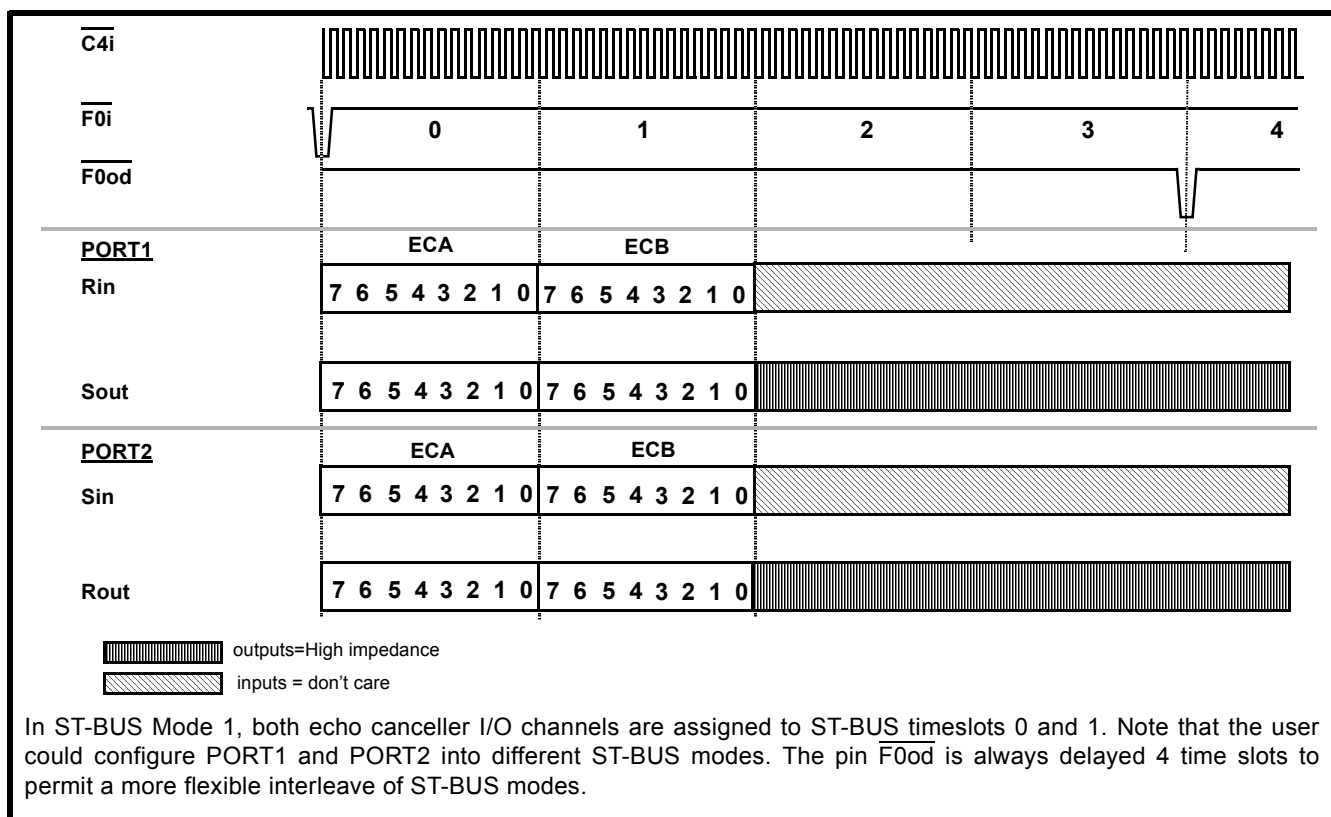 C4i
F0i
0 1 2 3 4
F0od
PORT1
ECA ECB
Rin
7 6 5 4 3 2 1 0 7 6 5 4 3 2 1 0
Sout
7 6 5 4 3 2 1 0 7 6 5 4 3 2 1 0
PORT2
ECA ECB
Sin
7 6 5 4 3 2 1 0 7 6 5 4 3 2 1 0
Rout
7 6 5 4 3 2 1 0 7 6 5 4 3 2 1 0
outputs=High impedance
inputs = don't care
In ST-BUS Mode 1, both echo canceller I/O channels are assigned to ST-BUS timeslots 0 and 1. Note that the user
could configure PORT1 and PORT2 into different ST-BUS modes. The pin F0od is always delayed 4 time slots to
permit a more flexible interleave of ST-BUS modes.